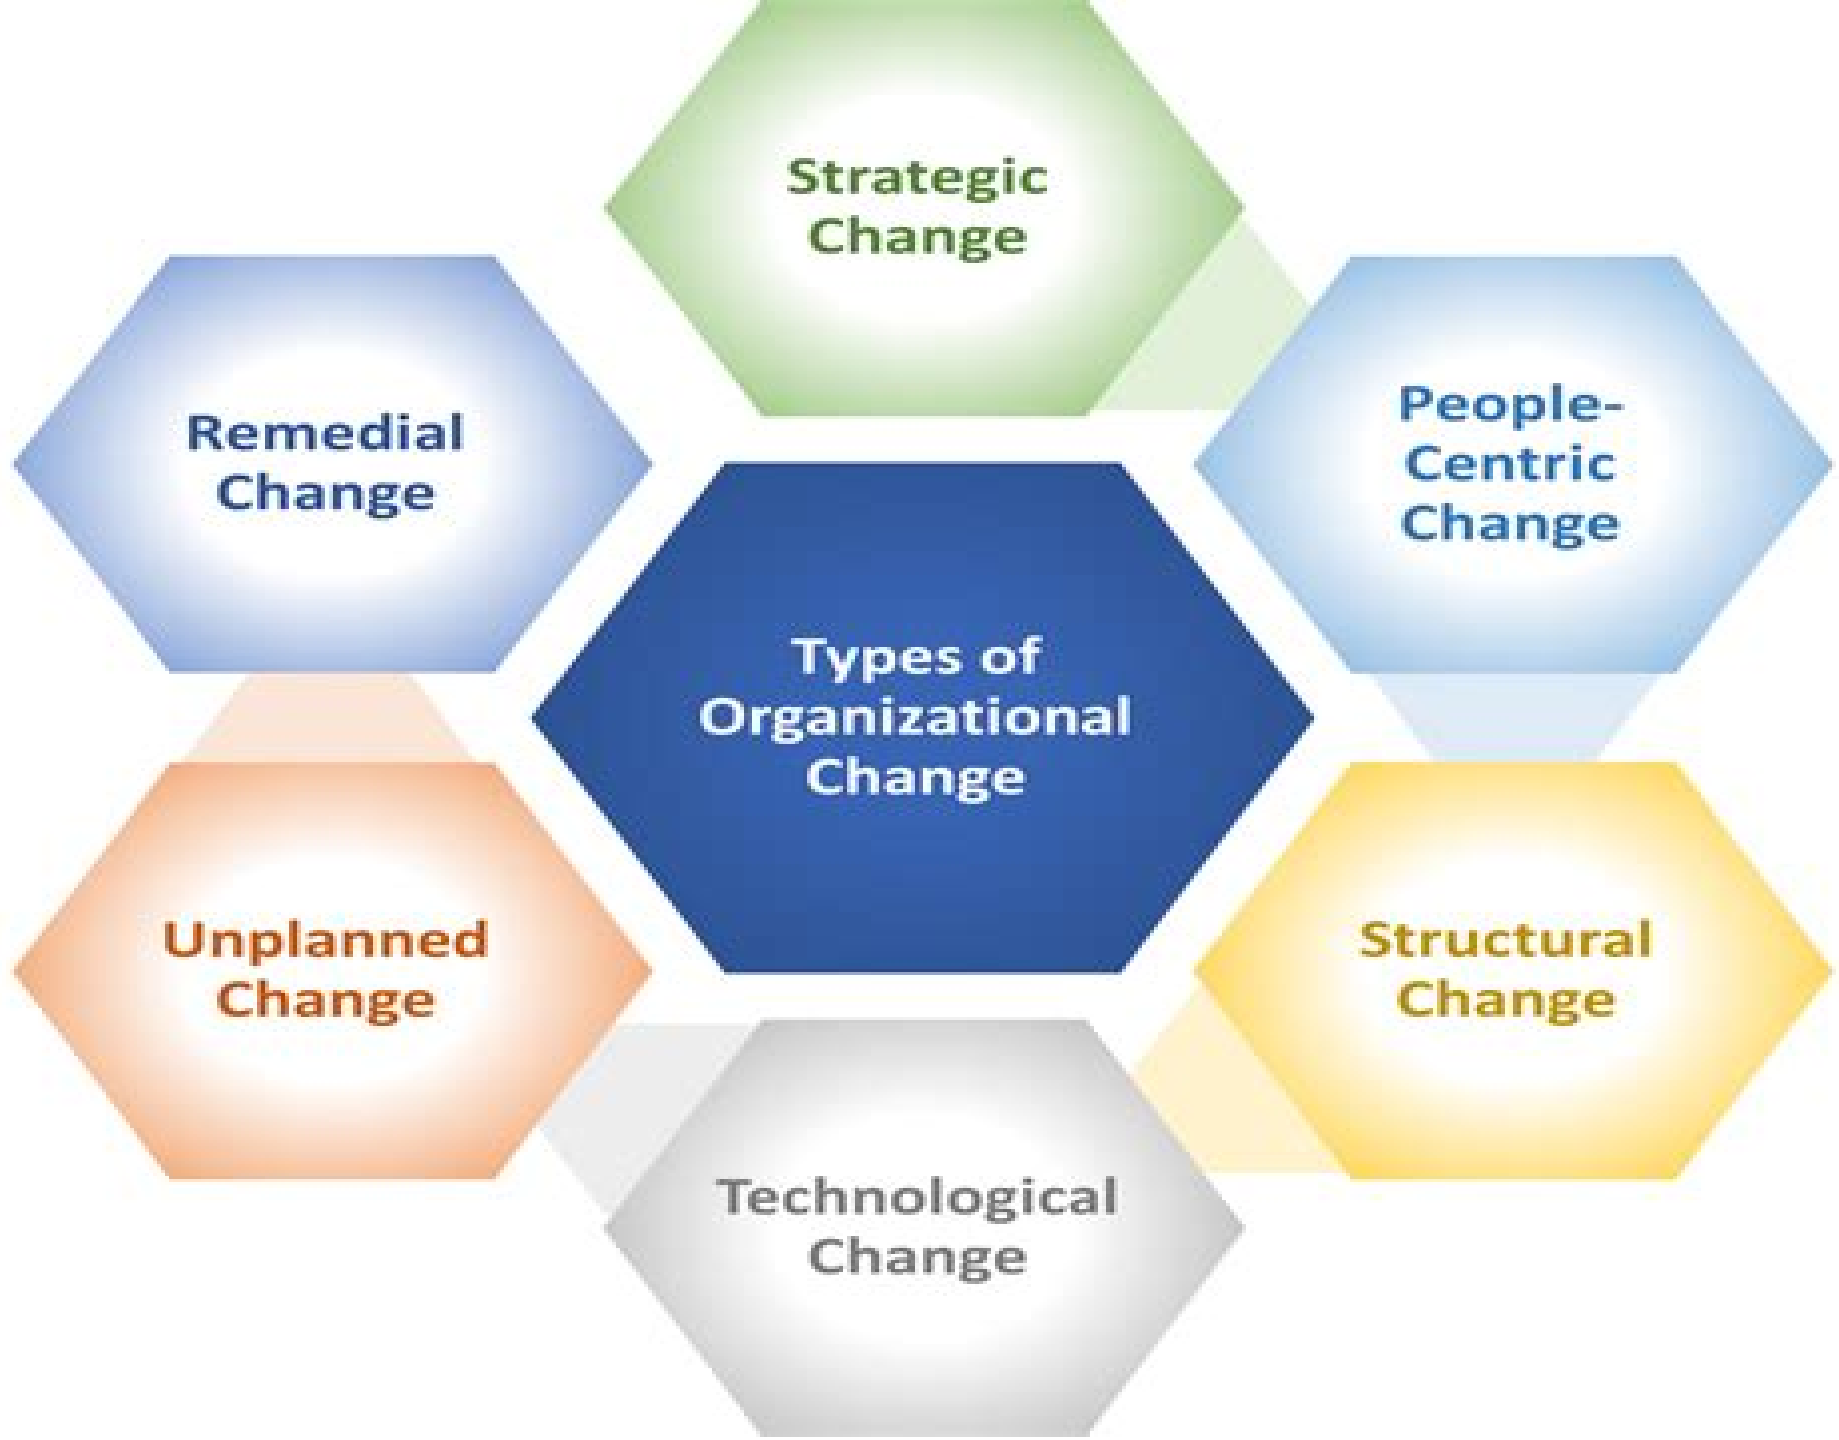 Strategic
Change
People-
Centric
Change
Remedial
Change
Types of
Organizational
Change
Structural
Change
Unplanned
Change
Technological
Change